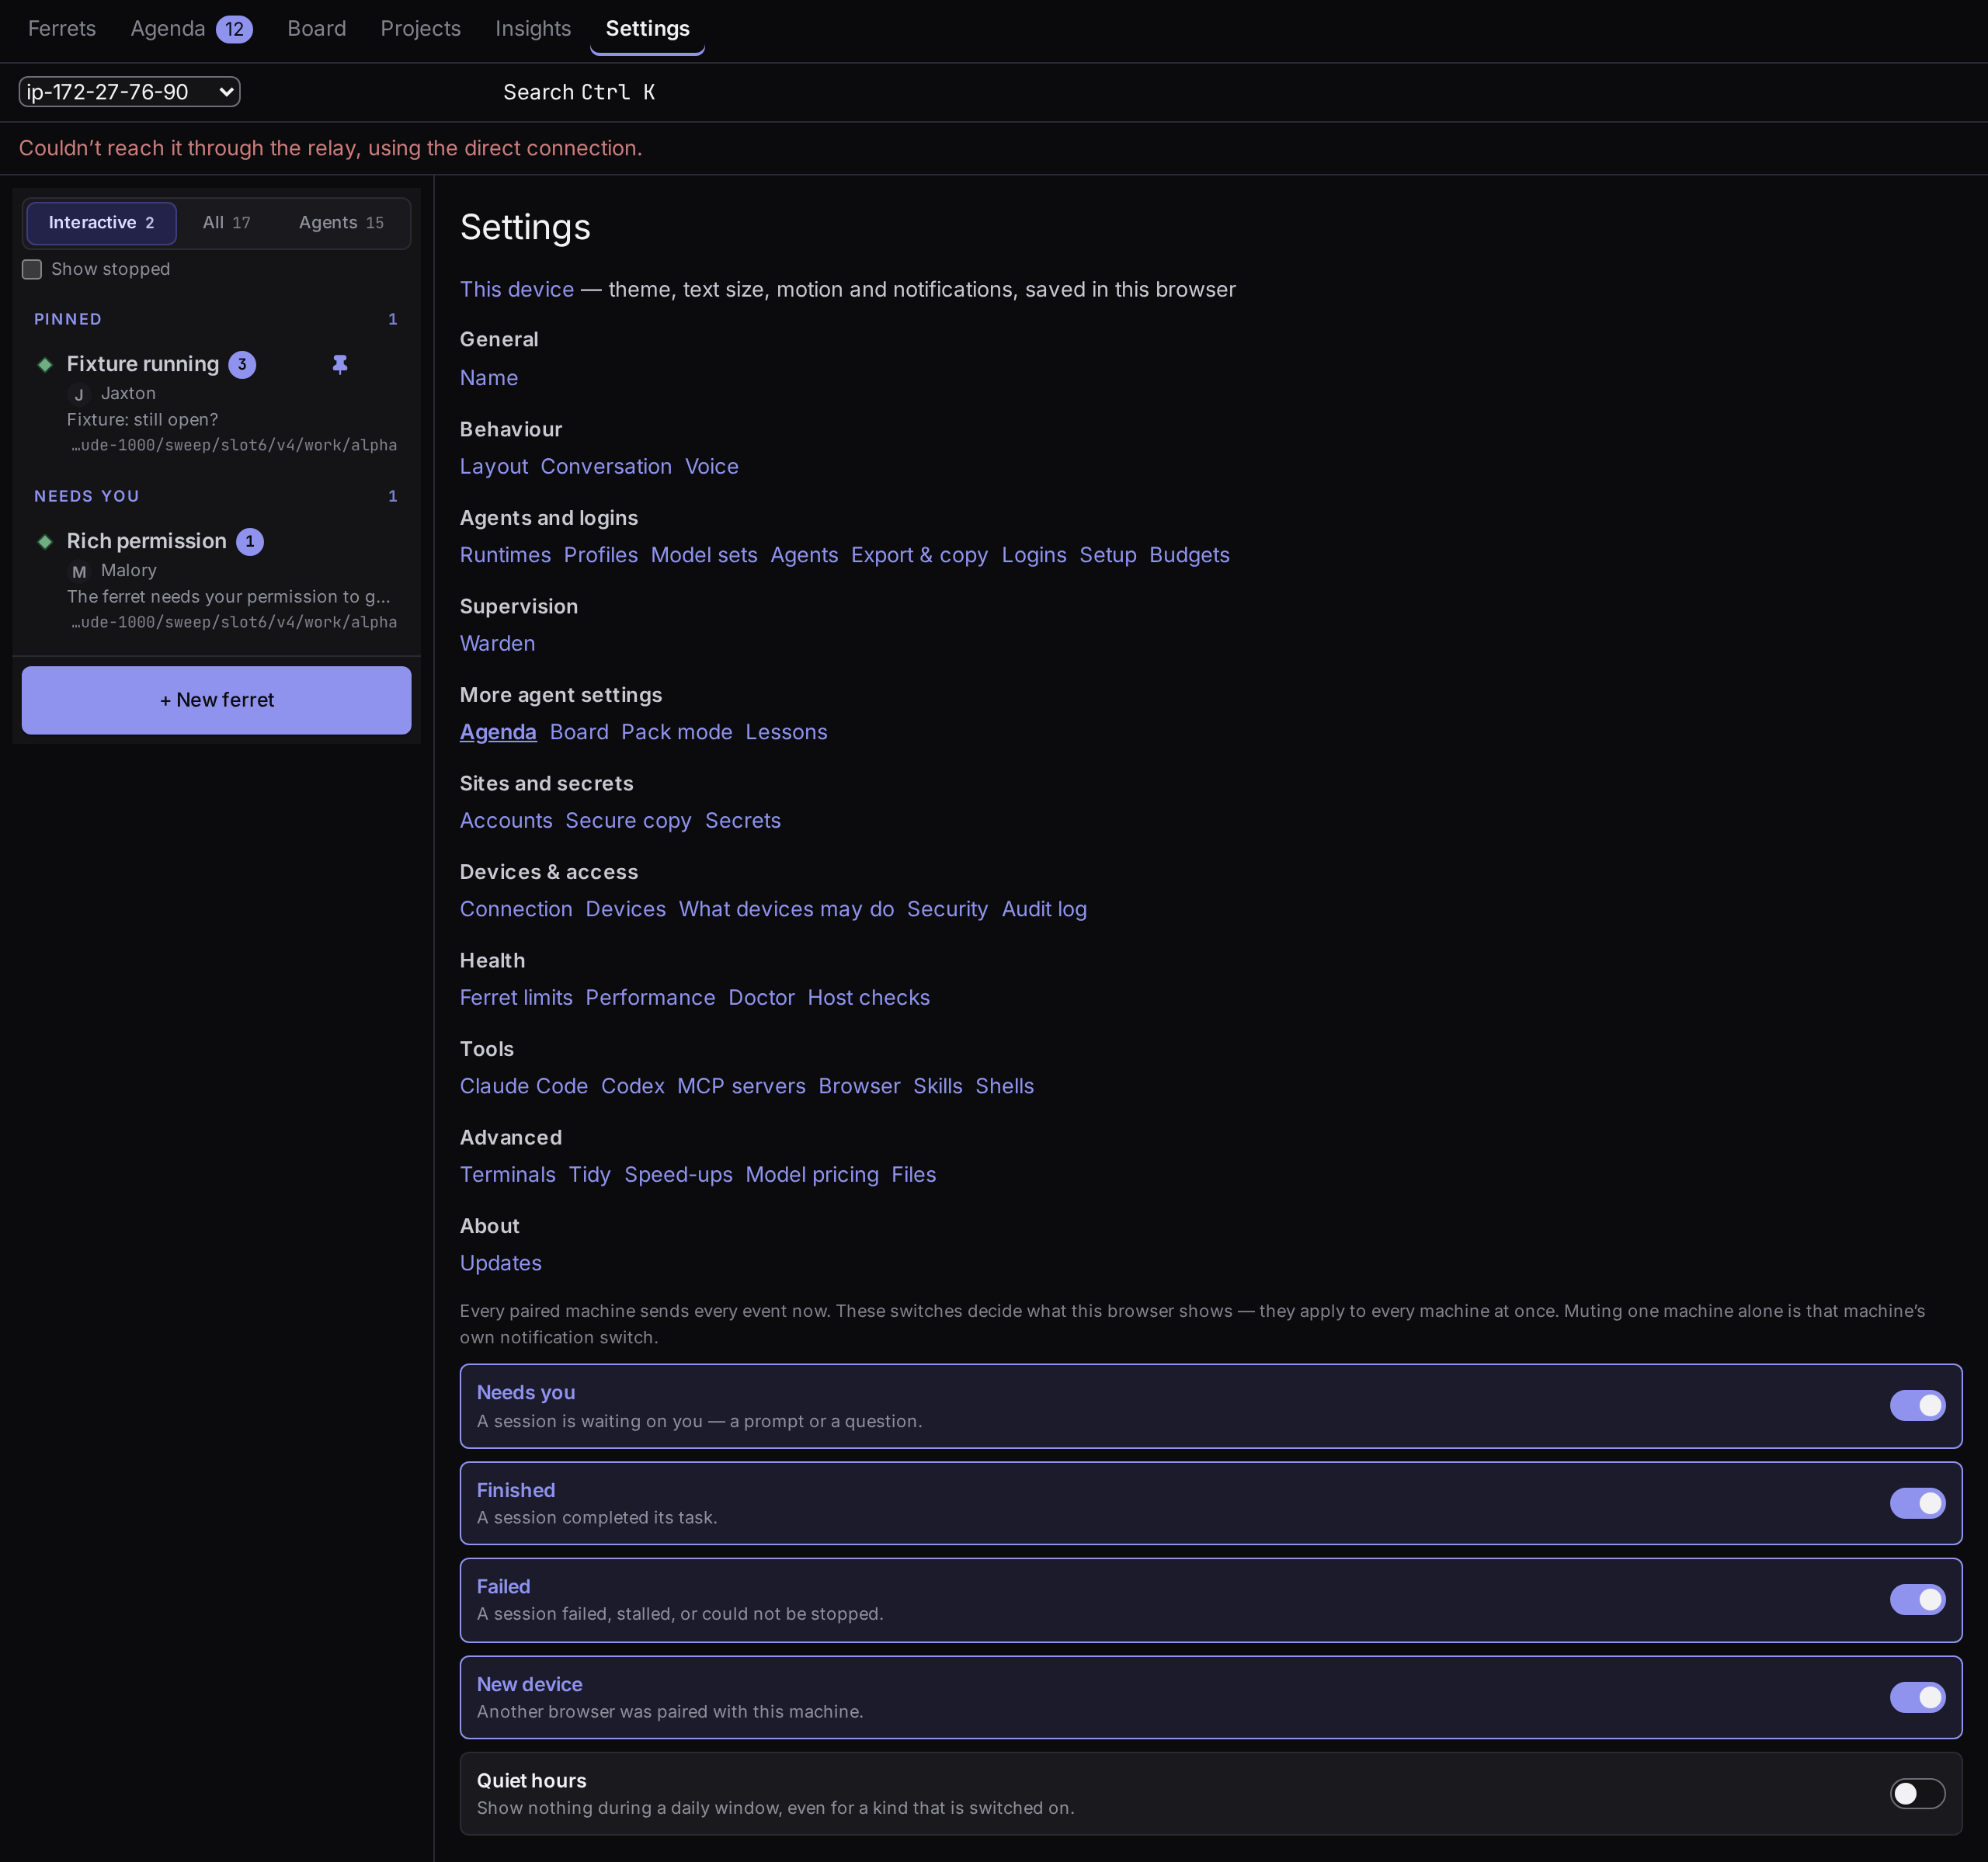 Ferrets Agenda 12 Board Projects Insights Settings
ip-172-27-76-90 Search Ctrl K
Couldn’t reach it through the relay, using the direct connection.
Interactive 2 All 17 Agents 15
Show stopped
PINNED 1
Fixture running 3
J Jaxton
Fixture: still open?
…ude-1000/sweep/slot6/v4/work/alpha
NEEDS YOU 1
Rich permission 1
M Malory
The ferret needs your permission to g…
…ude-1000/sweep/slot6/v4/work/alpha
+ New ferret
Settings
This device — theme, text size, motion and notifications, saved in this browser
General
Name
Behaviour
Layout Conversation Voice
Agents and logins
Runtimes Profiles Model sets Agents Export & copy Logins Setup Budgets
Supervision
Warden
More agent settings
Agenda Board Pack mode Lessons
Sites and secrets
Accounts Secure copy Secrets
Devices & access
Connection Devices What devices may do Security Audit log
Health
Ferret limits Performance Doctor Host checks
Tools
Claude Code Codex MCP servers Browser Skills Shells
Advanced
Terminals Tidy Speed-ups Model pricing Files
About
Updates
Every paired machine sends every event now. These switches decide what this browser shows — they apply to every machine at once. Muting one machine alone is that machine’s
own notification switch.
Needs you
A session is waiting on you — a prompt or a question.
Finished
A session completed its task.
Failed
A session failed, stalled, or could not be stopped.
New device
Another browser was paired with this machine.
Quiet hours
Show nothing during a daily window, even for a kind that is switched on.